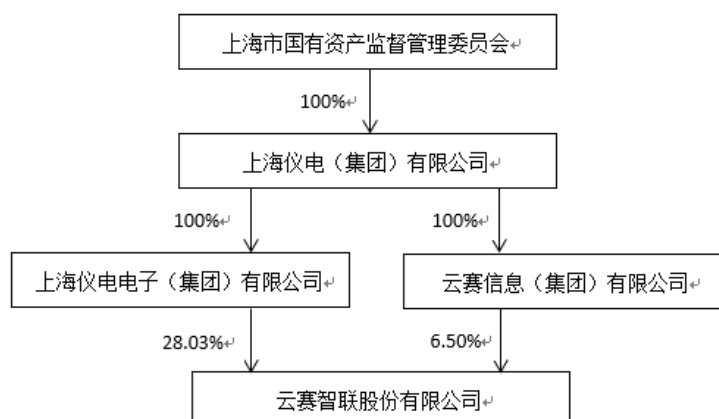 上海市国有资产监督管理委员会↵
100%↵
上海仪电（集团）有限公司↵
100%↵
100%↵
上海仪电电子（集团）有限公司↵
云赛信息（集团）有限公司↵
28.03%↵
6.50%↵
云赛智联股份有限公司↵